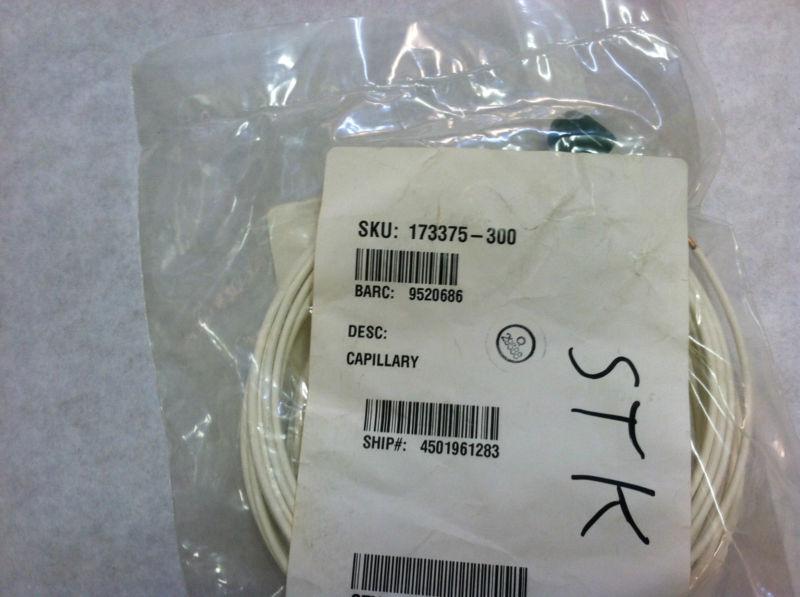 SKU: 173375-300
BARC: 9520686
DESC:
CAPILLARY
SHIP#: 4501961283
STK